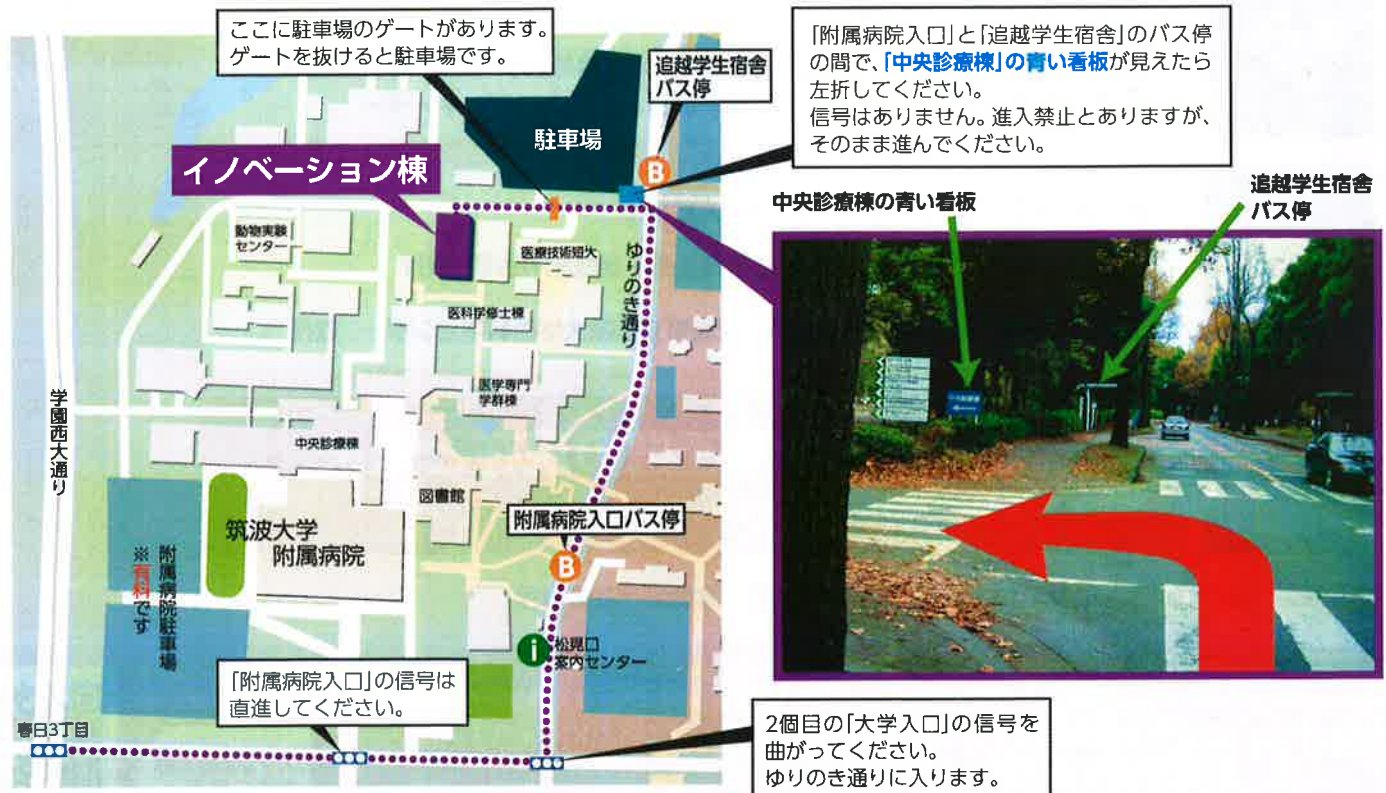 ここに駐車場のゲートがあります。
ゲートを抜けると駐車場です。
追越学生宿舎
バス停
「附属病院入口」と「追越学生宿舎」のバス停
の間で、「中央診療棟」の青い看板が見えたら
左折してください。
信号はありません。進入禁止とありますが、
そのまま進んでください。
駐車場
B
イノベーション棟
中央診療棟の青い看板
追越学生宿舎
バス停
動物実験
センター
医療技術短大
ゆりのき通り
医科学修士棟
医学専門
学群棟
学園西大通り
中央診療棟
図書館
附属病院入口バス停
B
筑波大学
附属病院
附属病院駐車場
※有料です
i
松見口
案内センター
「附属病院入口」の信号は
直進してください。
春日3丁目
2個目の「大学入口」の信号を
曲がってください。
ゆりのき通りに入ります。
中央診療棟